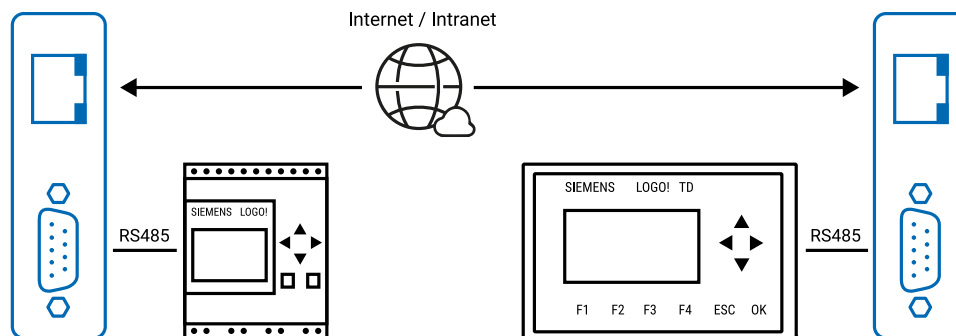 Internet / Intranet
SIEMENS LOGO!
RS485
SIEMENS LOGO! TD
RS485
F1 F2 F3 F4 ESC OK